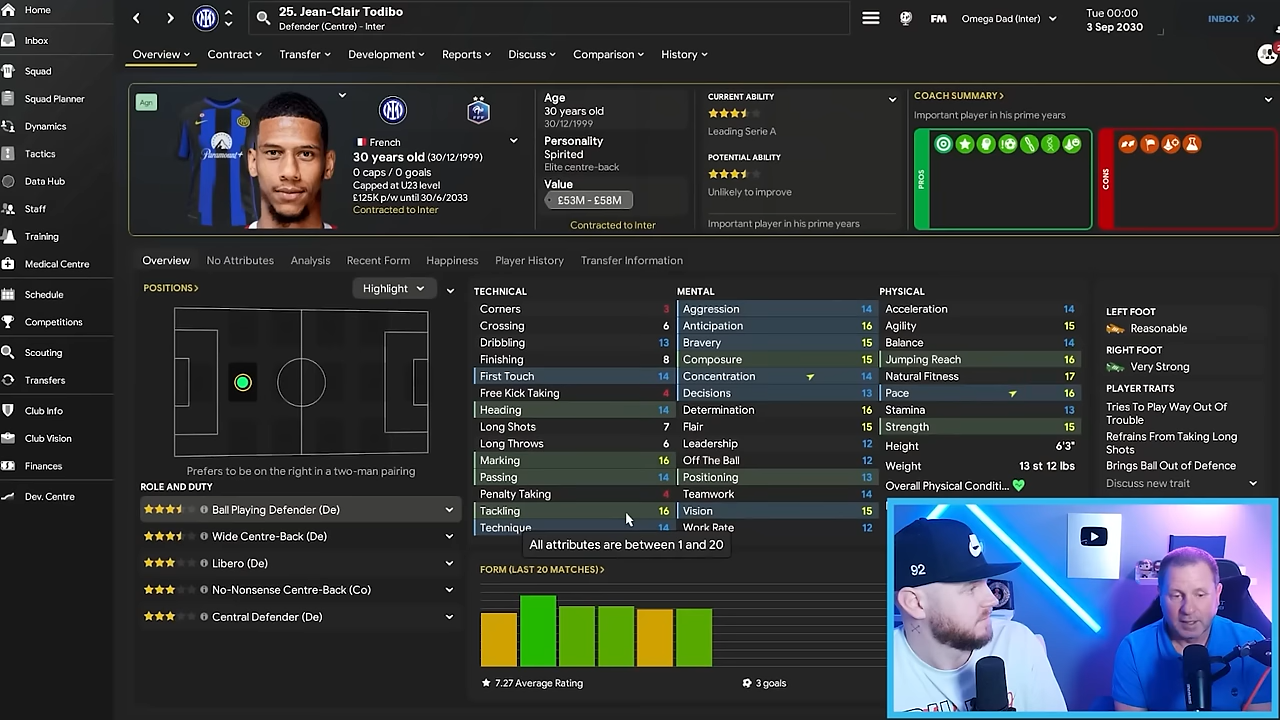 Home
Inbox
Squad
Squad Planner
Dynamics
Tactics
Data Hub
Staff
Training
Medical Centre
Schedule
Competitions
Scouting
Transfers
Club Info
Club Vision
Finances
Dev. Centre
25. Jean-Clair Todibo
Defender (Centre) - Inter
FM
Omega Dad (Inter)
Tue 00:00
3 Sep 2030
INBOX
Overview
Contract
Transfer
Development
Reports
Discuss
Comparison
History
Agn
Paramount+
French
30 years old (30/12/1999)
0 caps / 0 goals
Capped at U23 level
£125K p/w until 30/6/2033
Contracted to Inter
Age
30 years old
30/12/1999
Personality
Spirited
Elite centre-back
Value
£53M - £58M
Contracted to Inter
CURRENT ABILITY
Leading Serie A
POTENTIAL ABILITY
Unlikely to improve
Important player in his prime years
COACH SUMMARY >
Important player in his prime years
PROS
CONS
Overview
No Attributes
Analysis
Recent Form
Happiness
Player History
Transfer Information
POSITIONS >
Highlight
Prefers to be on the right in a two-man pairing
ROLE AND DUTY
Ball Playing Defender (De)
Wide Centre-Back (De)
Libero (De)
No-Nonsense Centre-Back (Co)
Central Defender (De)
TECHNICAL
Corners 3
Crossing 6
Dribbling 13
Finishing 8
First Touch 14
Free Kick Taking 4
Heading 14
Long Shots 7
Long Throws 6
Marking 16
Passing 14
Penalty Taking 4
Tackling 16
Technique 14
All attributes are between 1 and 20
MENTAL
Aggression 14
Anticipation 16
Bravery 15
Composure 15
Concentration 14
Decisions 13
Determination 16
Flair 15
Leadership 12
Off The Ball 12
Positioning 13
Teamwork 14
Vision 15
Work Rate 12
PHYSICAL
Acceleration 14
Agility 15
Balance 14
Jumping Reach 16
Natural Fitness 17
Pace 16
Stamina 13
Strength 15
Height 6'3"
Weight 13 st 12 lbs
Overall Physical Conditi...
LEFT FOOT
Reasonable
RIGHT FOOT
Very Strong
PLAYER TRAITS
Tries To Play Way Out Of
Trouble
Refrains From Taking Long
Shots
Brings Ball Out of Defence
Discuss new trait
FORM (LAST 20 MATCHES) >
7.27 Average Rating
3 goals
92